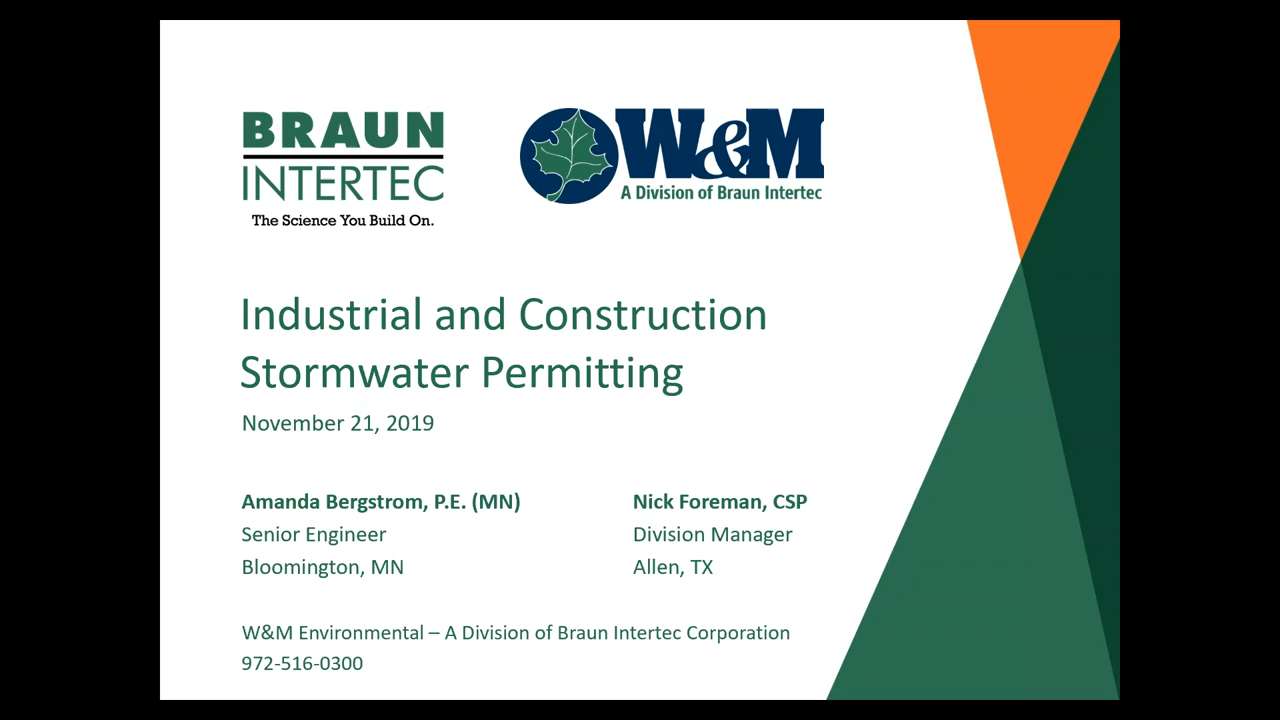 BRAUN
INTERTEC
The Science You Build On.
W&M
A Division of Braun Intertec
Industrial and Construction
Stormwater Permitting
November 21, 2019
Amanda Bergstrom, P.E. (MN)
Senior Engineer
Bloomington, MN
Nick Foreman, CSP
Division Manager
Allen, TX
W&M Environmental – A Division of Braun Intertec Corporation
972-516-0300